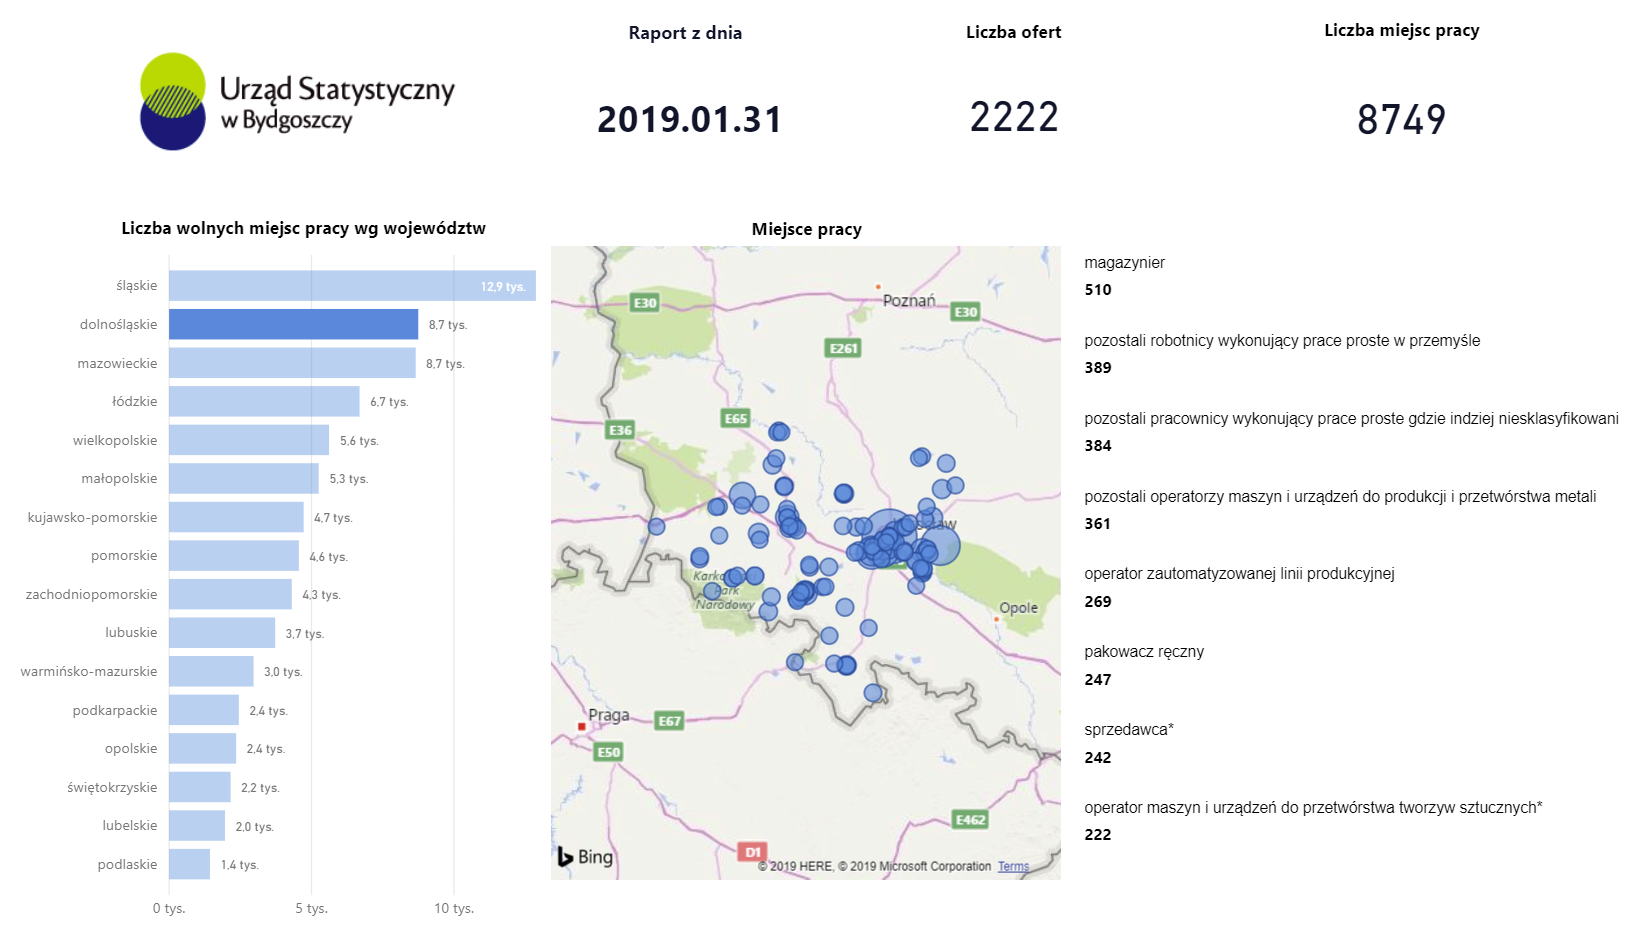 Raport z dnia
Liczba ofert
Liczba miejsc pracy
Urząd Statystyczny
w Bydgoszczy
2019.01.31
2222
8749
Liczba wolnych miejsc pracy wg województw
śląskie 12,9 tys.
dolnośląskie 8,7 tys.
mazowieckie 8,7 tys.
łódzkie 6,7 tys.
wielkopolskie 5,6 tys.
małopolskie 5,3 tys.
kujawsko-pomorskie 4,7 tys.
pomorskie 4,6 tys.
zachodniopomorskie 4,3 tys.
lubuskie 3,7 tys.
warmińsko-mazurskie 3,0 tys.
podkarpackie 2,4 tys.
opolskie 2,4 tys.
świętokrzyskie 2,2 tys.
lubelskie 2,0 tys.
podlaskie 1,4 tys.
0 tys. 5 tys. 10 tys.
Miejsce pracy
E30
Poznań
E30
E261
E65
E36
Park
Narodowy
Opole
Praga
E67
E50
E462
D1
Bing
© 2019 HERE, © 2019 Microsoft Corporation Terms
magazynier
510
pozostali robotnicy wykonujący prace proste w przemyśle
389
pozostali pracownicy wykonujący prace proste gdzie indziej niesklasyfikowani
384
pozostali operatorzy maszyn i urządzeń do produkcji i przetwórstwa metali
361
operator zautomatyzowanej linii produkcyjnej
269
pakowacz ręczny
247
sprzedawca*
242
operator maszyn i urządzeń do przetwórstwa tworzyw sztucznych*
222